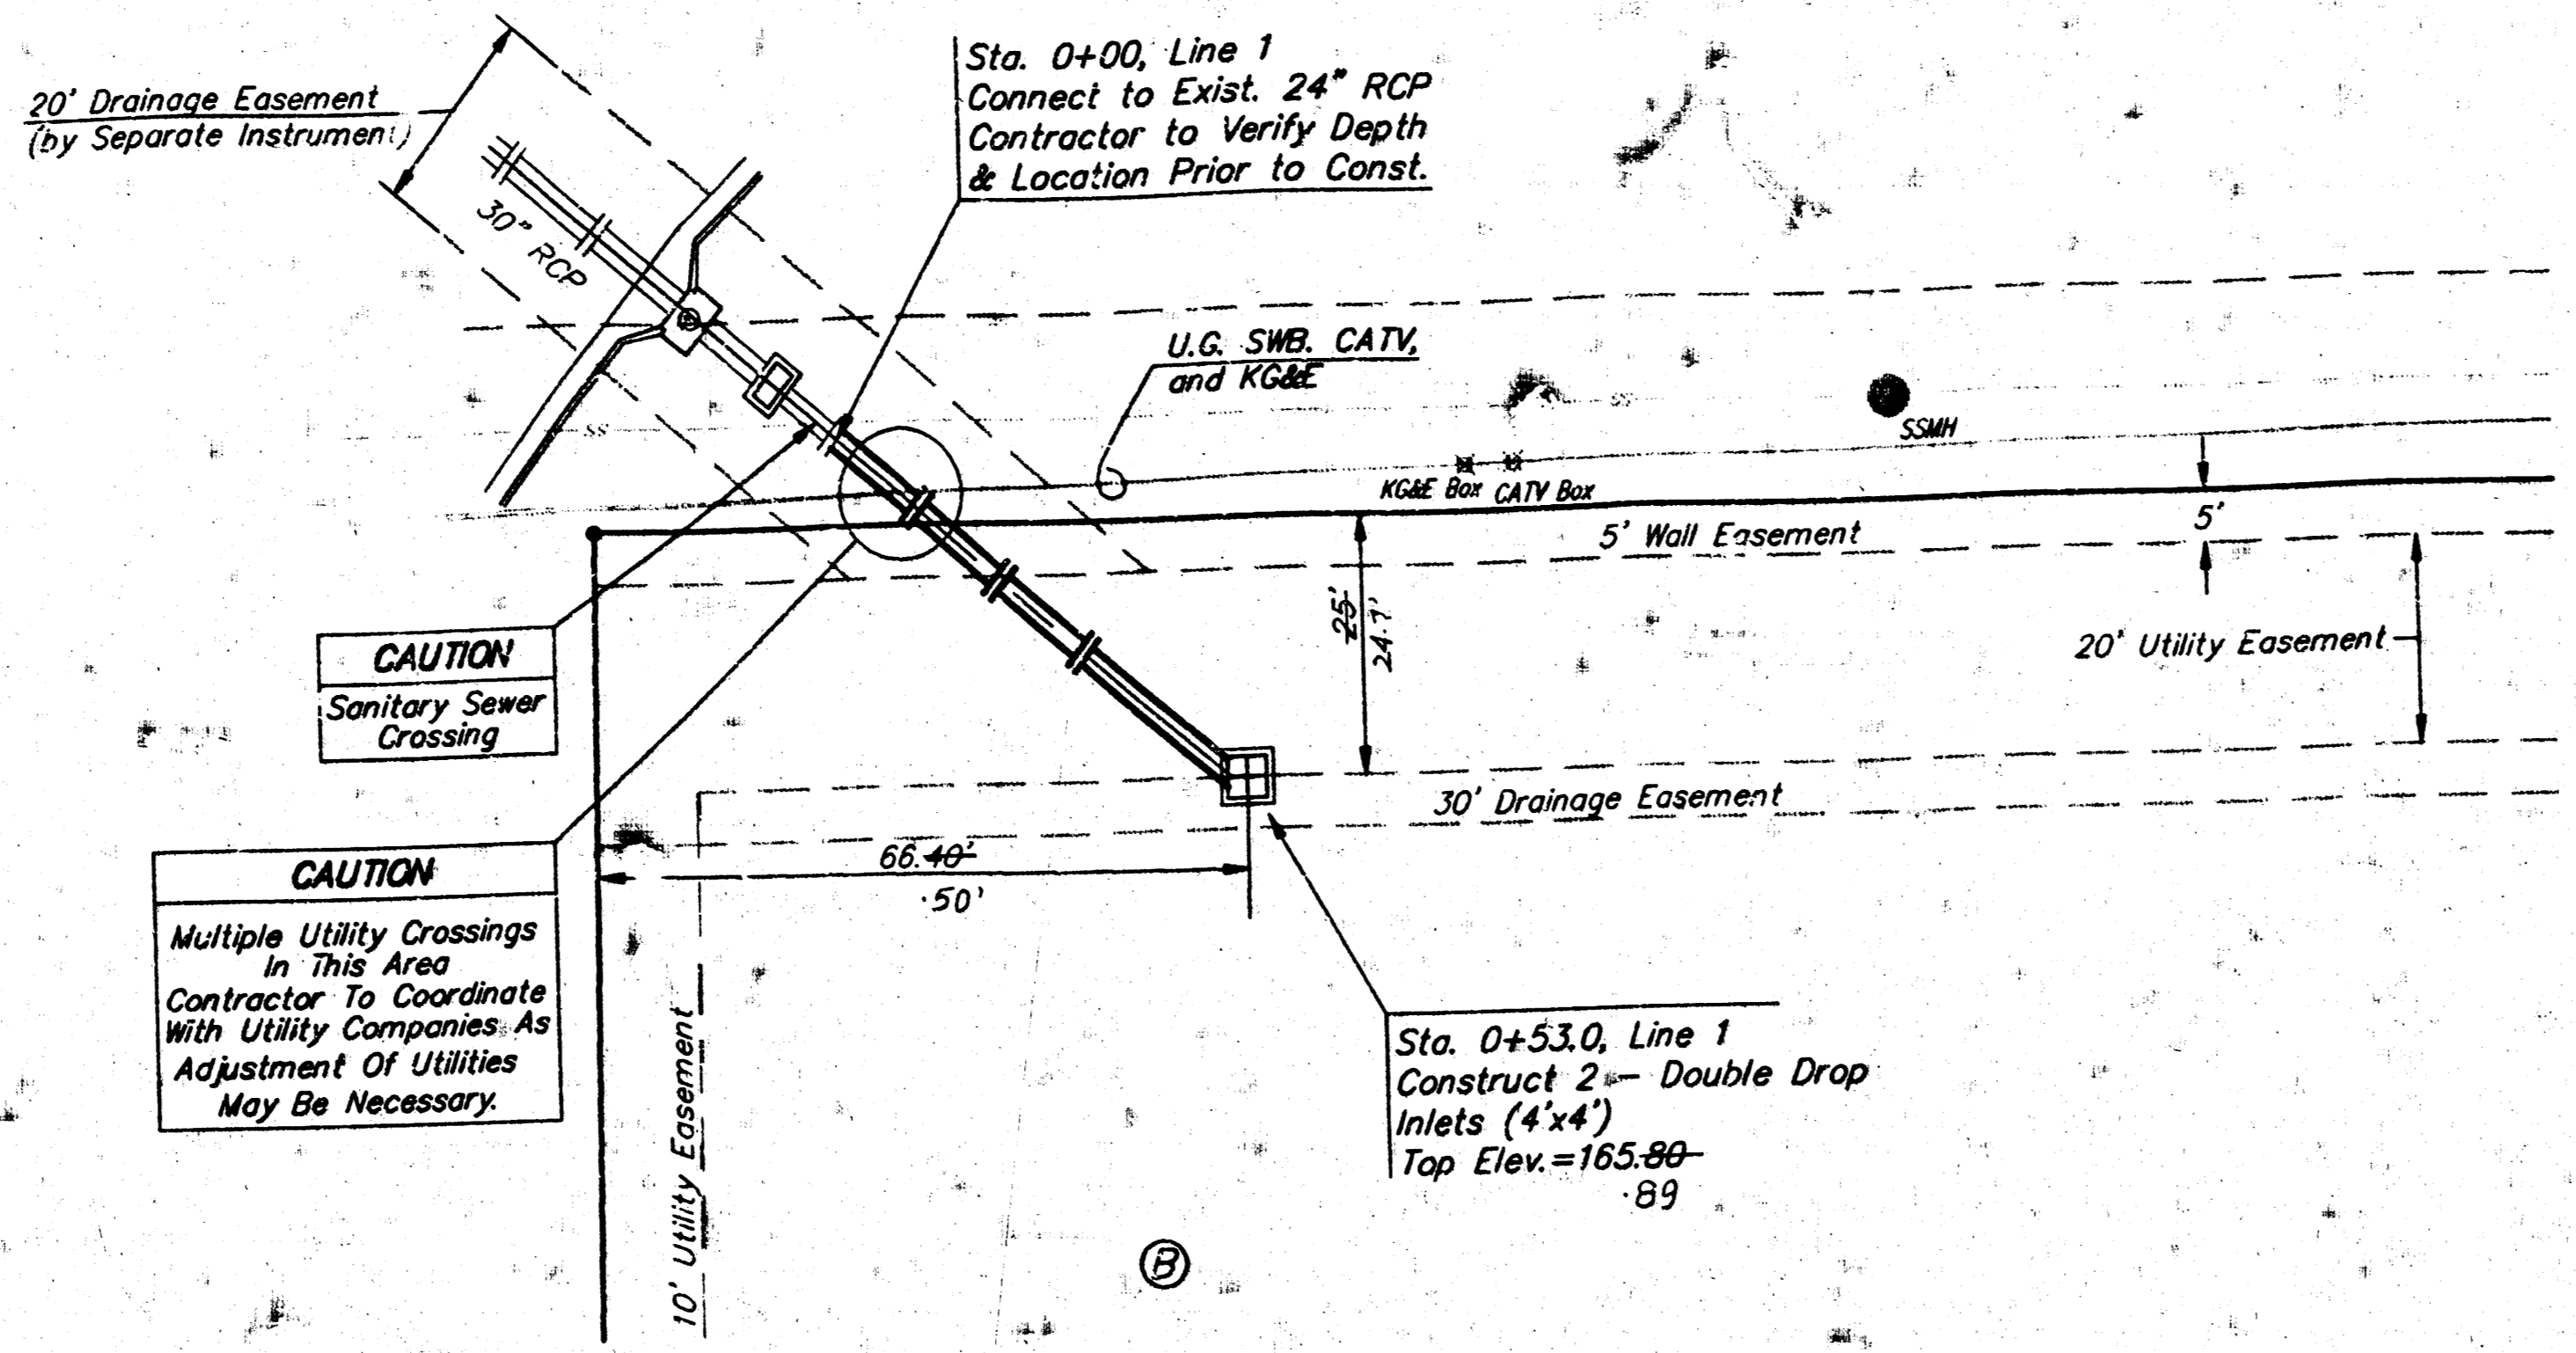 20' Drainage Easement
(by Separate Instrument)
Sta. 0+00, Line 1
Connect to Exist. 24" RCP
Contractor to Verify Depth
& Location Prior to Const.
30" RCP
U.G. SWB. CATV,
and KG&E
SS
SS
SSMH
KG&E Box CATV Box
5' Wall Easement
5'
25'
24.7'
20' Utility Easement
CAUTION
Sanitary Sewer
Crossing
30' Drainage Easement
66.40'
.50'
CAUTION
Multiple Utility Crossings
In This Area
Contractor To Coordinate
With Utility Companies As
Adjustment Of Utilities
May Be Necessary.
10' Utility Easement
Sta. 0+53.0, Line 1
Construct 2 - Double Drop
Inlets (4'x4')
Top Elev.=165.80
.89
B